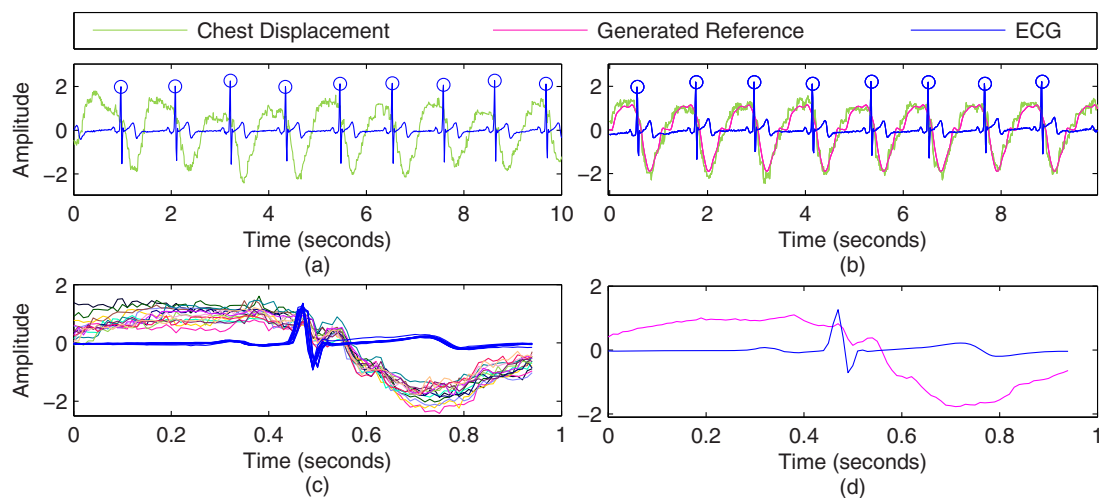 Chest Displacement Generated Reference ECG
Amplitude
2
0
−2
0 2 4 6 8 10
Time (seconds)
(a)
2
0
−2
0 2 4 6 8 10
Time (seconds)
(b)
Amplitude
2
0
−2
0 0.2 0.4 0.6 0.8 1
Time (seconds)
(c)
2
0
−2
0 0.2 0.4 0.6 0.8 1
Time (seconds)
(d)